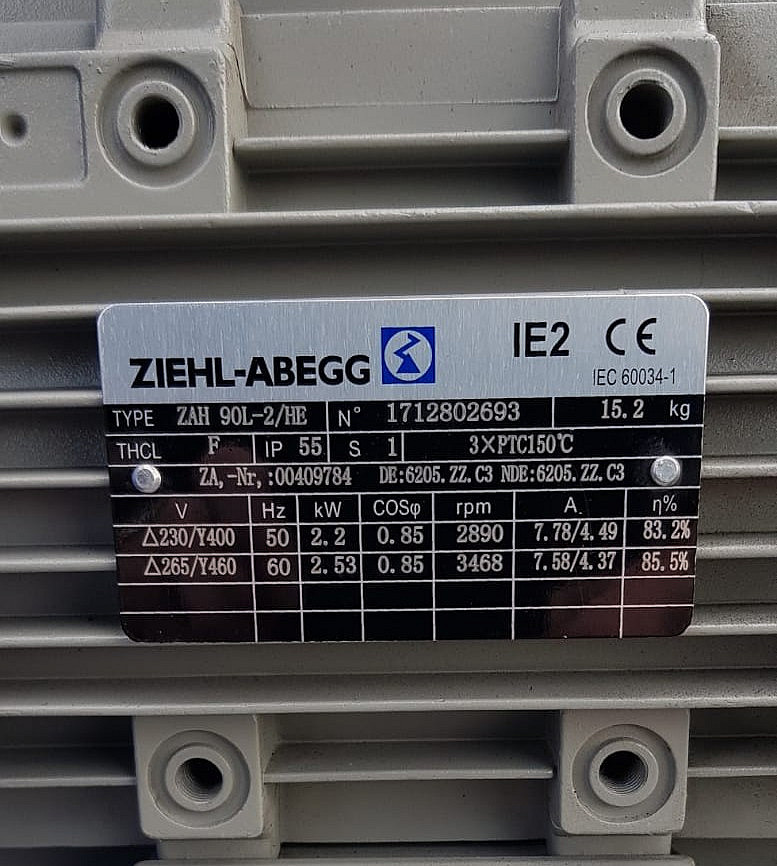 ZIEHL-ABEGG IE2 CE
IEC 60034-1
TYPE ZAH 90L-2/HE N° 1712802693 15.2 kg
THCL F IP 55 S 1 3XPTC150℃
ZA,-Nr,:00409784 DE:6205.ZZ.C3 NDE:6205.ZZ.C3
V Hz kW COSφ rpm A. η%
△230/Y400 50 2.2 0.85 2890 7.78/4.49 83.2%
△265/Y460 60 2.53 0.85 3468 7.58/4.37 85.5%